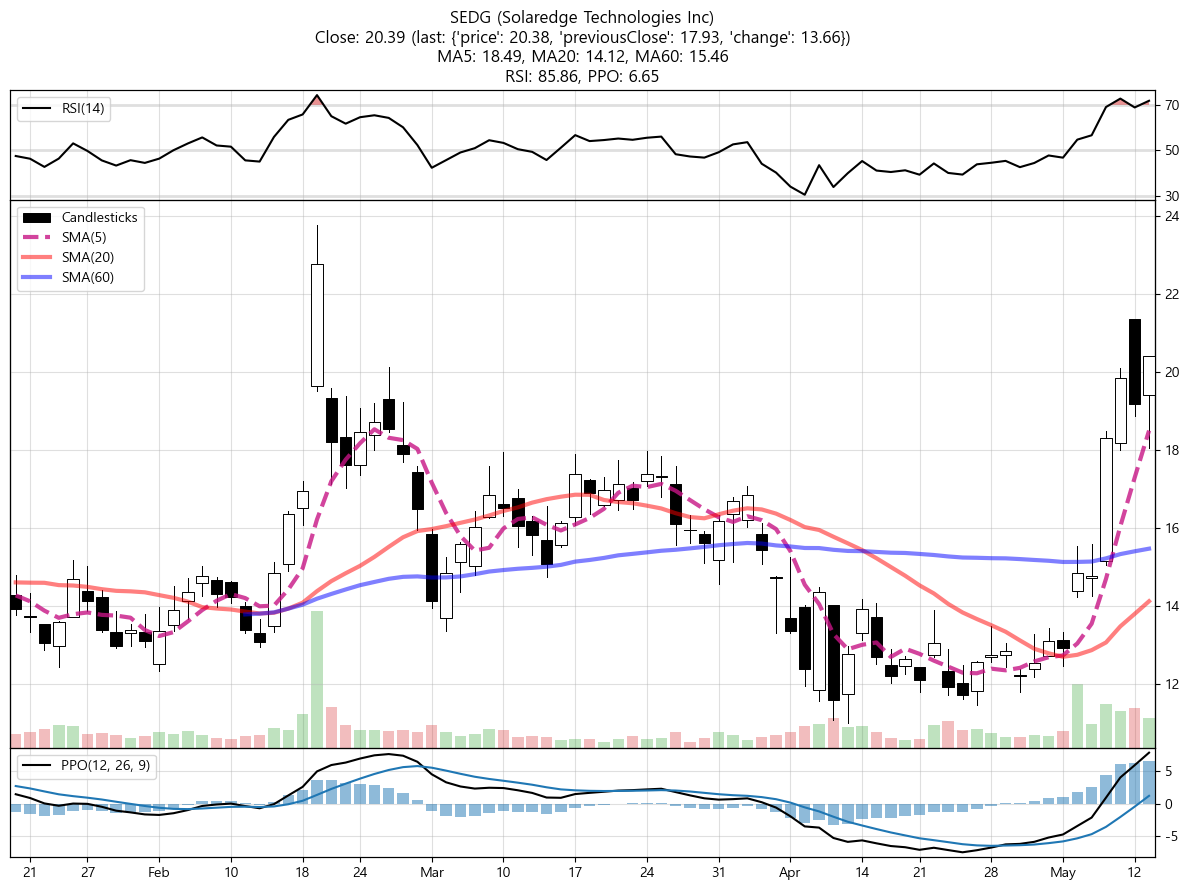 SEDG (Solaredge Technologies Inc)
Close: 20.39 (last: {'price': 20.38, 'previousClose': 17.93, 'change': 13.66})
MA5: 18.49, MA20: 14.12, MA60: 15.46
RSI: 85.86, PPO: 6.65
RSI(14)
70
50
30
Candlesticks
SMA(5)
SMA(20)
SMA(60)
24
22
20
18
16
14
12
PPO(12, 26, 9)
5
0
-5
21 27 Feb 10 18 24 Mar 10 17 24 31 Apr 14 21 28 May 12